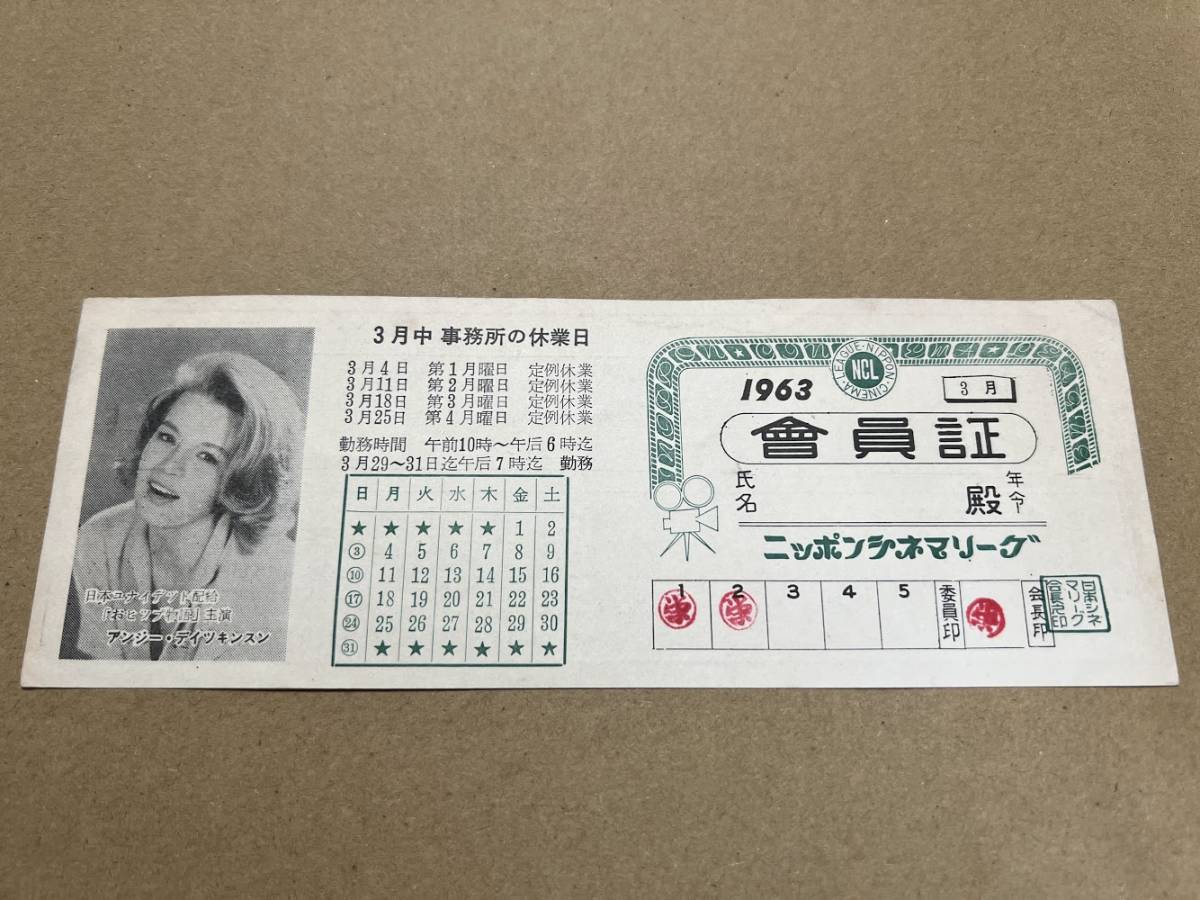 日本ユナイテット配給
主演
アンジー・デイツキンスン
3月中 事務所の休業日
3月4日 第1月曜日 定例休業
3月11日 第2月曜日 定例休業
3月18日 第3月曜日 定例休業
3月25日 第4月曜日 定例休業
勤務時間 午前10時〜午后6時迄
3月29〜31日迄午后7時迄 勤務
日 月 火 水 木 金 土
★ ★ ★ ★ ★ 1 2
③ 4 5 6 7 8 9
⑩ 11 12 13 14 15 16
⑰ 18 19 20 21 22 23
㉔ 25 26 27 28 29 30
㉛ ★ ★ ★ ★ ★ ★
CINEMA・LEAGUE・NIPPON
NCL
1963
3月
會員証
氏名
殿
年令
ニッポンシネマリーグ
1 2 3 4 5 委員印 会長印
日本シネ
マリーグ
会長之印